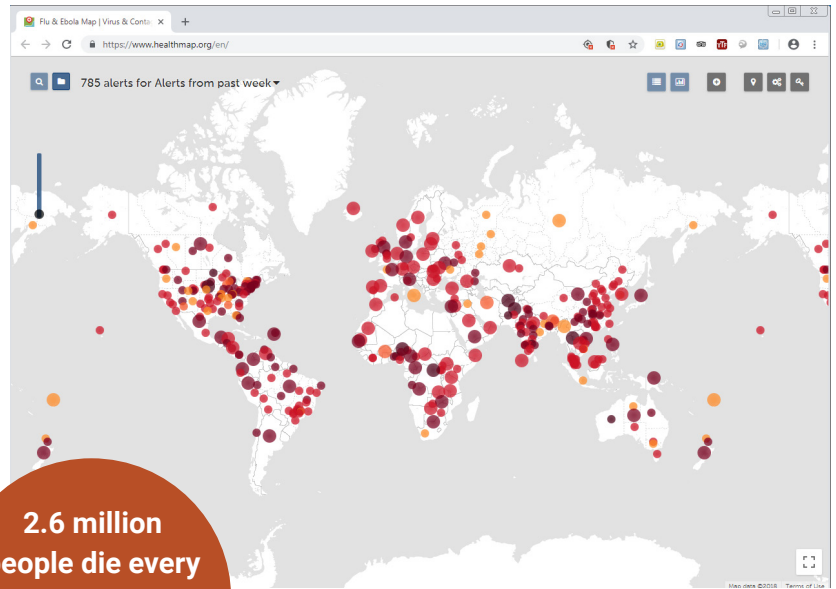 Flu & Ebola Map | Virus & Conta
https://www.healthmap.org/en/
785 alerts for Alerts from past week
2.6 million
eople die every
Map data ©2018 Terms of Use